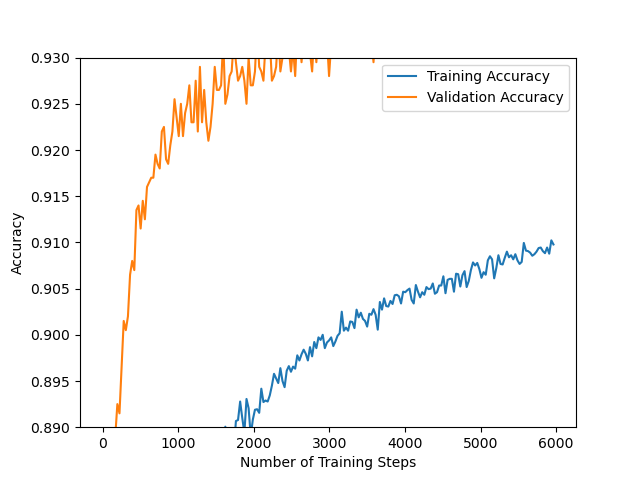 0.930
0.925
0.920
0.915
0.910
0.905
0.900
0.895
0.890
Accuracy
Training Accuracy
Validation Accuracy
0 1000 2000 3000 4000 5000 6000
Number of Training Steps